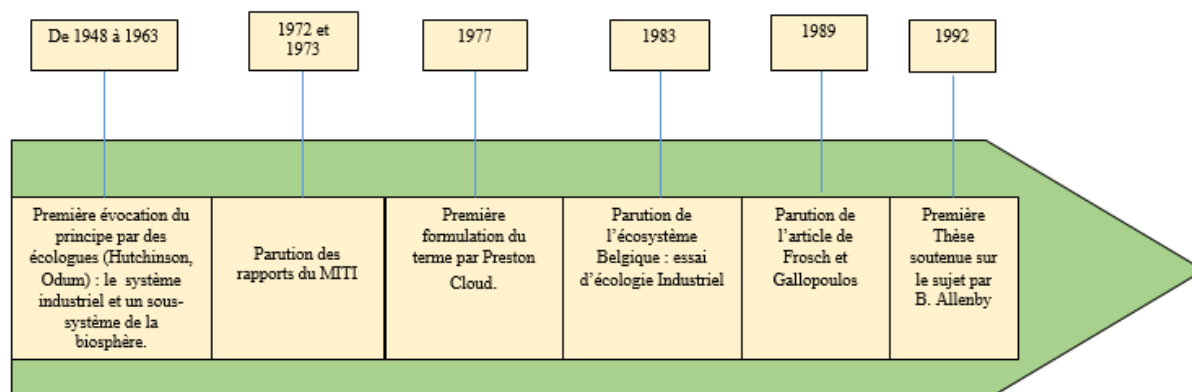 De 1948 à 1963
1972 et
1973
1977
1983
1989
1992
Première évocation du
principe par des
écologues (Hutchinson,
Odum) : le système
industriel et un sous-
système de la
biosphère.
Parution des
rapports du MITI
Première
formulation du
terme par Preston
Cloud.
Parution de
l'écosystème
Belgique : essai
d'écologie Industriel
Parution de
l'article de
Frosch et
Gallopoulos
Première
Thèse
soutenue sur
le sujet par
B. Allenby